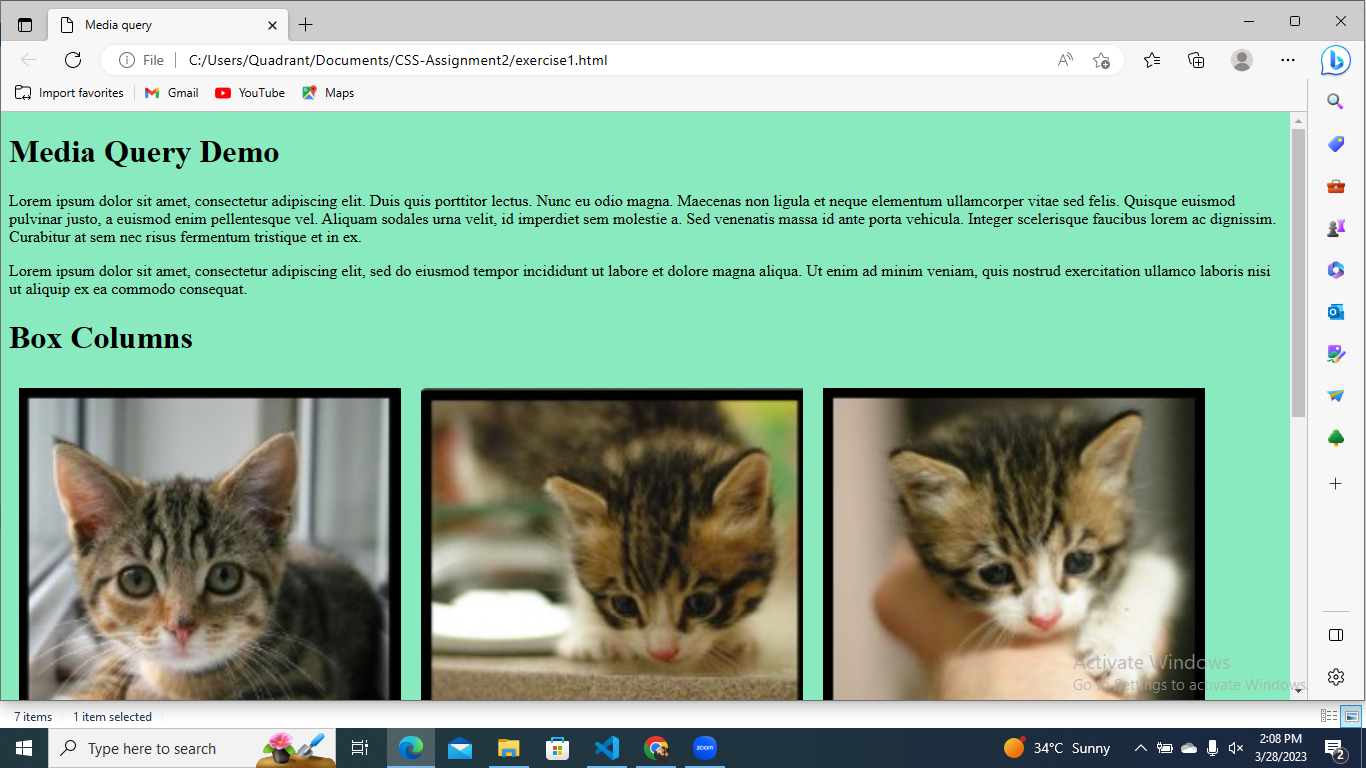 Media query
File
C:/Users/Quadrant/Documents/CSS-Assignment2/exercise1.html
Import favorites
Gmail
YouTube
Maps
Media Query Demo
Lorem ipsum dolor sit amet, consectetur adipiscing elit. Duis quis porttitor lectus. Nunc eu odio magna. Maecenas non ligula et neque elementum ullamcorper vitae sed felis. Quisque euismod
pulvinar justo, a euismod enim pellentesque vel. Aliquam sodales urna velit, id imperdiet sem molestie a. Sed venenatis massa id ante porta vehicula. Integer scelerisque faucibus lorem ac dignissim.
Curabitur at sem nec risus fermentum tristique et in ex.
Lorem ipsum dolor sit amet, consectetur adipiscing elit, sed do eiusmod tempor incididunt ut labore et dolore magna aliqua. Ut enim ad minim veniam, quis nostrud exercitation ullamco laboris nisi
ut aliquip ex ea commodo consequat.
Box Columns
Activate Windows
Go to Settings to activate Windows.
7 items
1 item selected
Type here to search
zoom
34°C Sunny
2:08 PM
3/28/2023
2